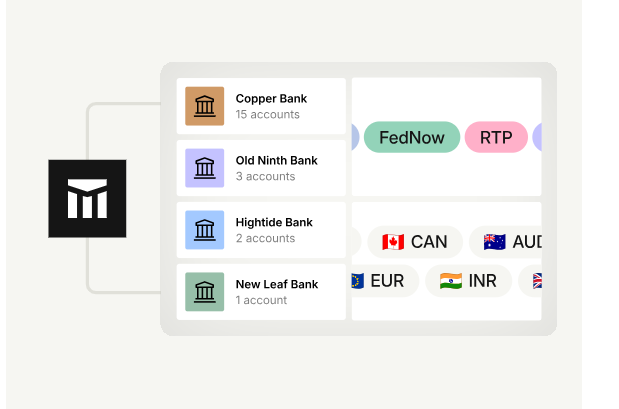 Copper Bank
15 accounts
Old Ninth Bank
3 accounts
Hightide Bank
2 accounts
New Leaf Bank
1 account
FedNow
RTP
CAN
AUD
EUR
INR